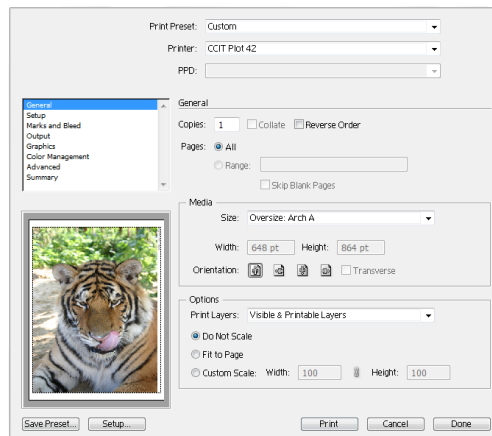 Print Preset: Custom
Printer: CCIT Plot 42
PPD:
General
Setup
Marks and Bleed
Output
Graphics
Color Management
Advanced
Summary
General
Copies: 1 Collate Reverse Order
Pages: All
Range:
Skip Blank Pages
Media
Size: Oversize: Arch A
Width: 648 pt Height: 864 pt
Orientation: Transverse
Options
Print Layers: Visible & Printable Layers
Do Not Scale
Fit to Page
Custom Scale: Width: 100 Height: 100
Save Preset... Setup... Print Cancel Done